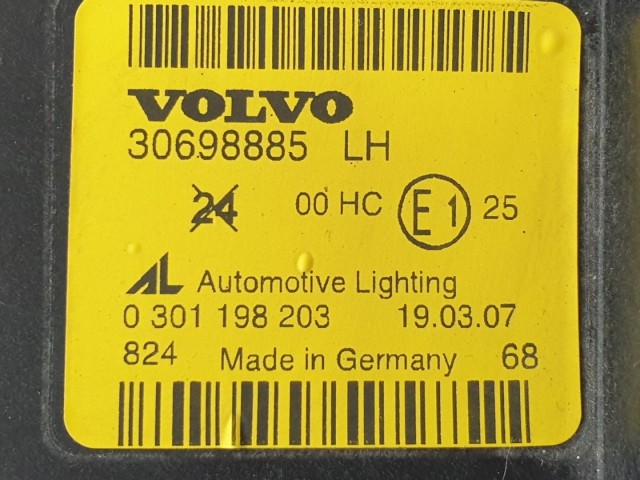 VOLVO
30698885 LH
24 00 HC E1 25
AL Automotive Lighting
0 301 198 203 19.03.07
824 Made in Germany 68